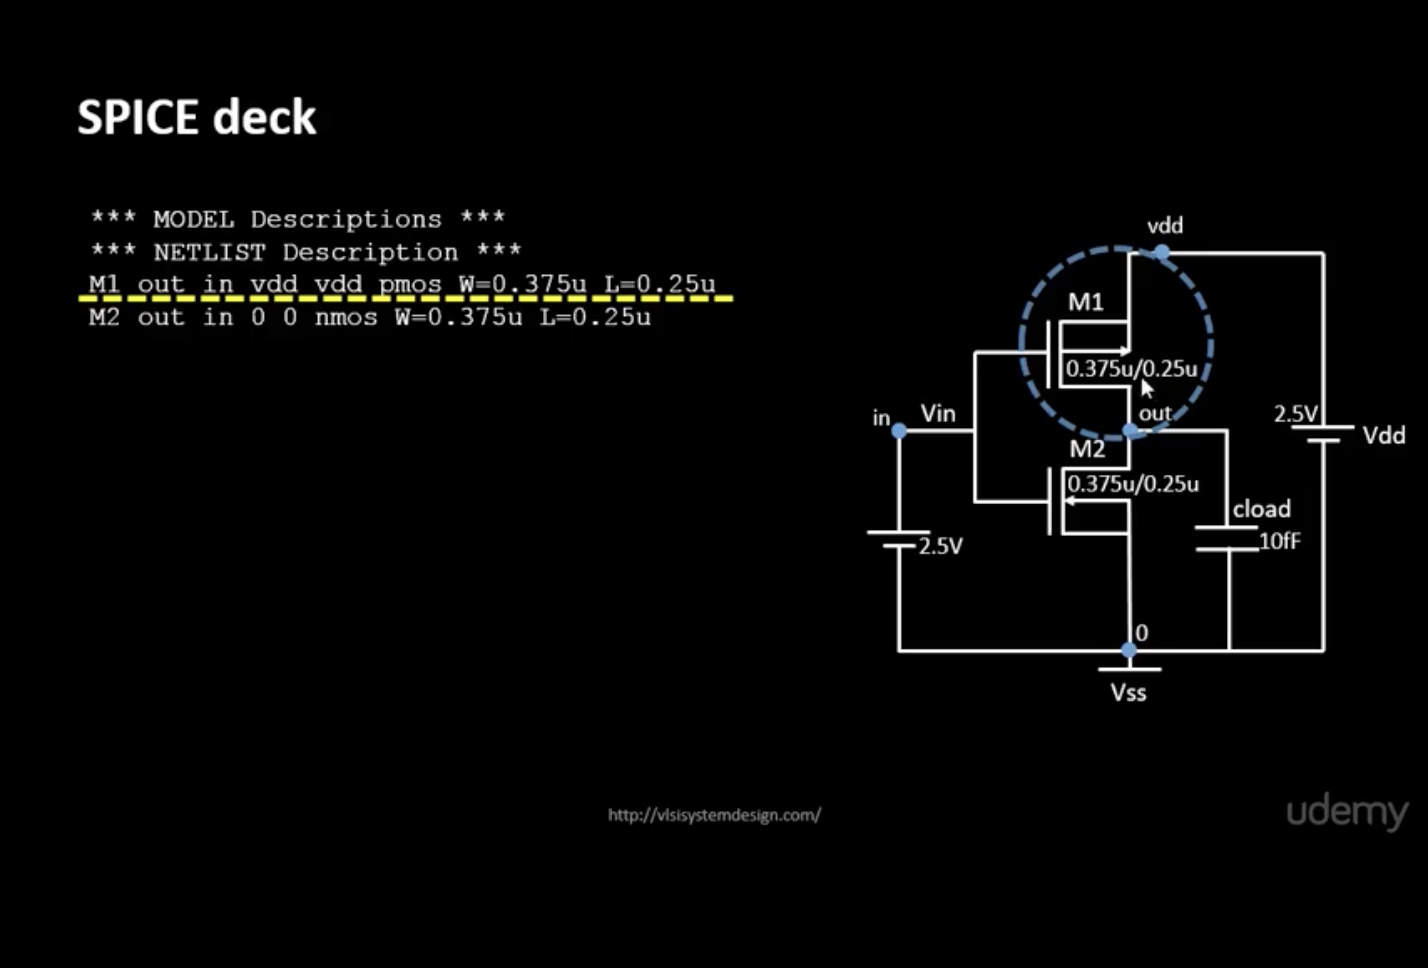 SPICE deck
*** MODEL Descriptions ***
*** NETLIST Description ***
M1 out in vdd vdd pmos W=0.375u L=0.25u
M2 out in 0 0 nmos W=0.375u L=0.25u
vdd
M1
0.375u/0.25u
in
Vin
out
2.5V
Vdd
M2
0.375u/0.25u
cload
10fF
2.5V
0
Vss
http://vlsisystemdesign.com/
udemy